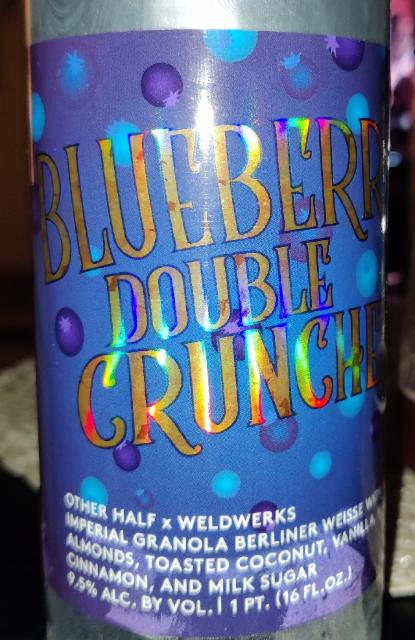 BLUEBERR
DOUBLE
CRUNCHE
OTHER HALF x WELDWERKS
IMPERIAL GRANOLA BERLINER WEISSE WIT
ALMONDS, TOASTED COCONUT, VANILLA,
CINNAMON, AND MILK SUGAR
9.5% ALC. BY VOL. | 1 PT. (16 FL.OZ.)